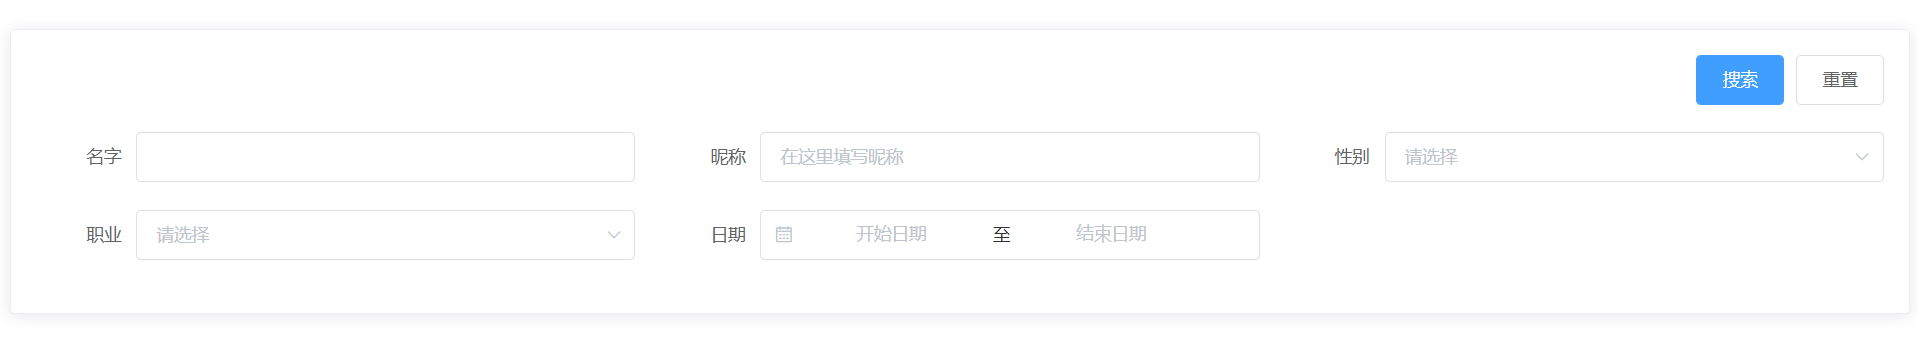 搜索 重置
名字 昵称 在这里填写昵称 性别 请选择
职业 请选择 日期 开始日期 至 结束日期